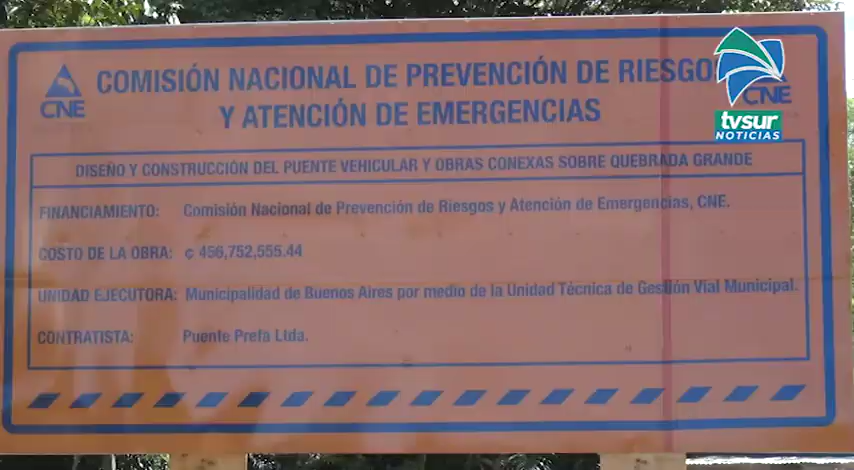 CNE
COMISIÓN NACIONAL DE PREVENCIÓN DE RIESGO
Y ATENCIÓN DE EMERGENCIAS
CNE
tvsur
NOTICIAS
DISEÑO Y CONSTRUCCIÓN DEL PUENTE VEHICULAR Y OBRAS CONEXAS SOBRE QUEBRADA GRANDE
FINANCIAMIENTO: Comisión Nacional de Prevención de Riesgos y Atención de Emergencias, CNE.
COSTO DE LA OBRA: ¢ 456,752,555.44
UNIDAD EJECUTORA: Municipalidad de Buenos Aires por medio de la Unidad Técnica de Gestión Vial Municipal.
CONTRATISTA: Puente Prefa Ltda.